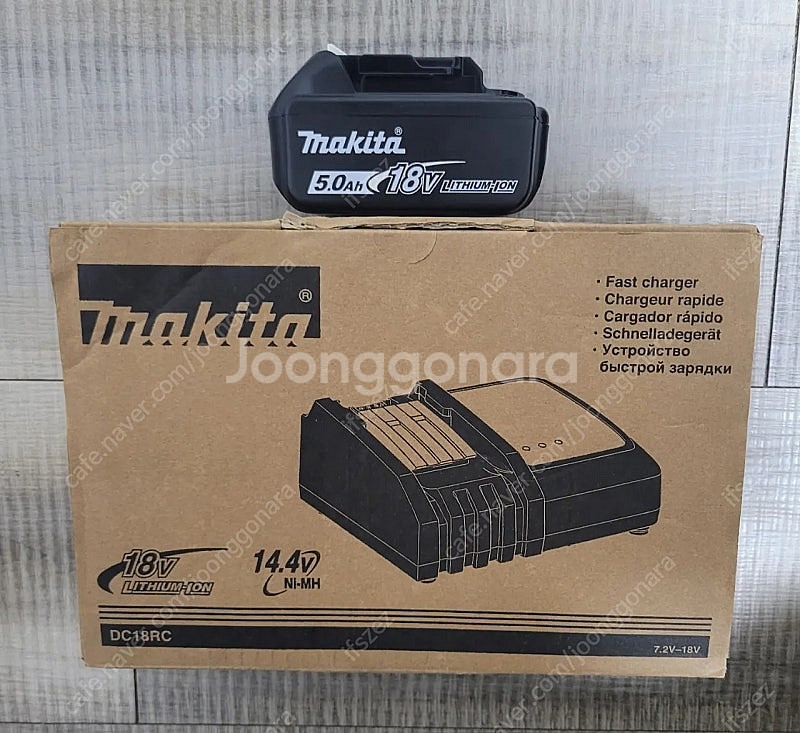 makita®
5.0Ah 18V LITHIUM-ION
makita®
· Fast charger
· Chargeur rapide
· Cargador rápido
· Schnelladegerät
· Устройство
быстрой зарядки
Joonggonara
18V
LITHIUM-ION
14.4V
Ni-MH
DC18RC
7.2V–18V
cafe.naver.com/joonggonara
ifszez